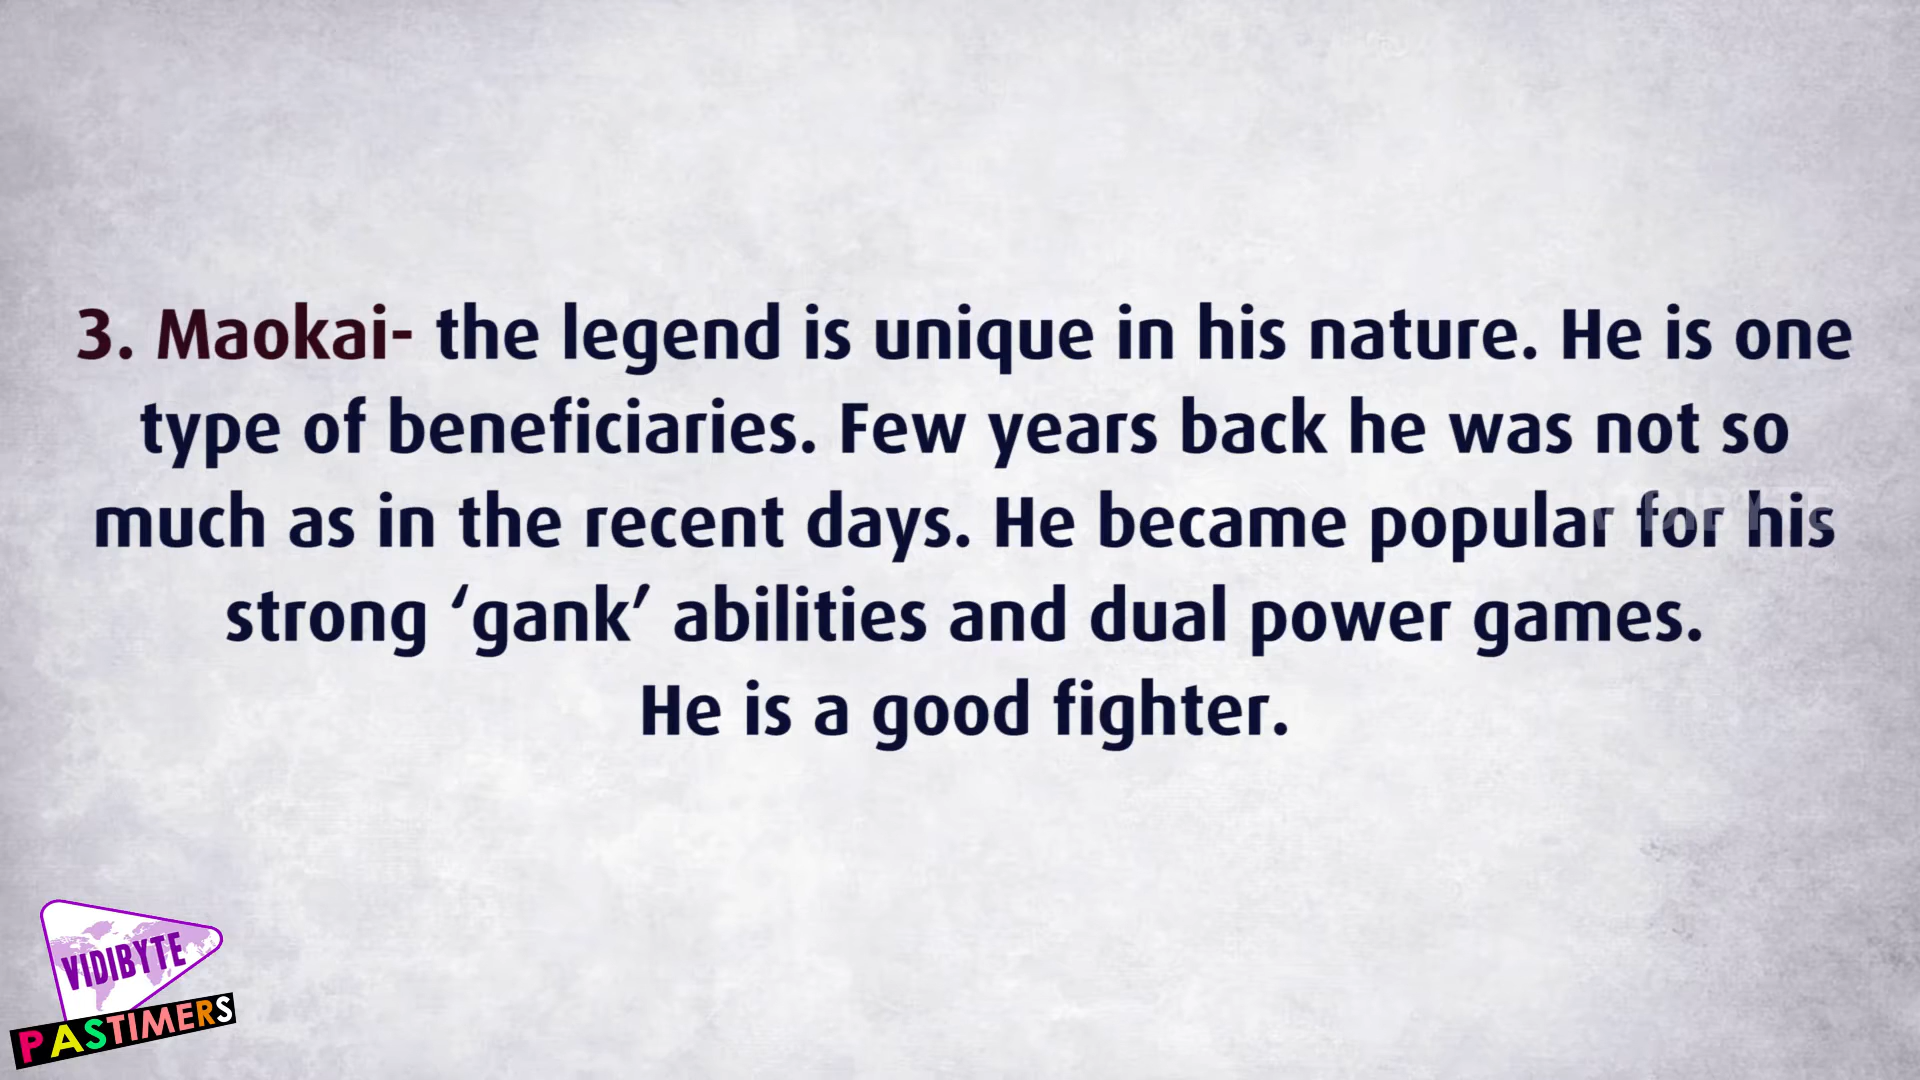 3. Maokai- the legend is unique in his nature. He is one
type of beneficiaries. Few years back he was not so
much as in the recent days. He became popular for his
strong ‘gank’ abilities and dual power games.
He is a good fighter.
VIDIBYTE
VIDIBYTE
PASTIMERS